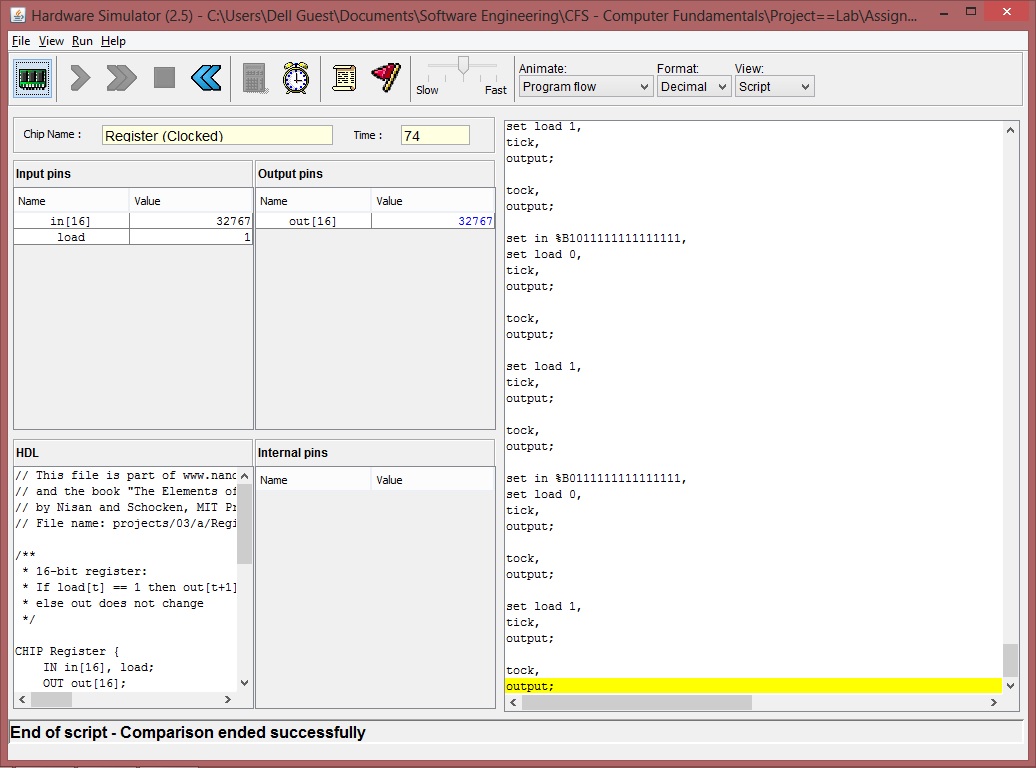 Hardware Simulator (2.5) - C:\Users\Dell Guest\Documents\Software Engineering\CFS - Computer Fundamentals\Project==Lab\Assign...
File View Run Help
Slow Fast
Animate: Format: View:
Program flow Decimal Script
Chip Name : Register (Clocked) Time : 74
Input pins
Name Value
in[16] 32767
load 1
Output pins
Name Value
out[16] 32767
HDL
// This file is part of www.nand
// and the book "The Elements of
// by Nisan and Schocken, MIT Pr
// File name: projects/03/a/Regi
/**
* 16-bit register:
* If load[t] == 1 then out[t+1]
* else out does not change
*/
CHIP Register {
IN in[16], load;
OUT out[16];
Internal pins
Name Value
set load 1,
tick,
output;
tock,
output;
set in %B1011111111111111,
set load 0,
tick,
output;
tock,
output;
set load 1,
tick,
output;
tock,
output;
set in %B0111111111111111,
set load 0,
tick,
output;
tock,
output;
set load 1,
tick,
output;
tock,
output;
End of script - Comparison ended successfully